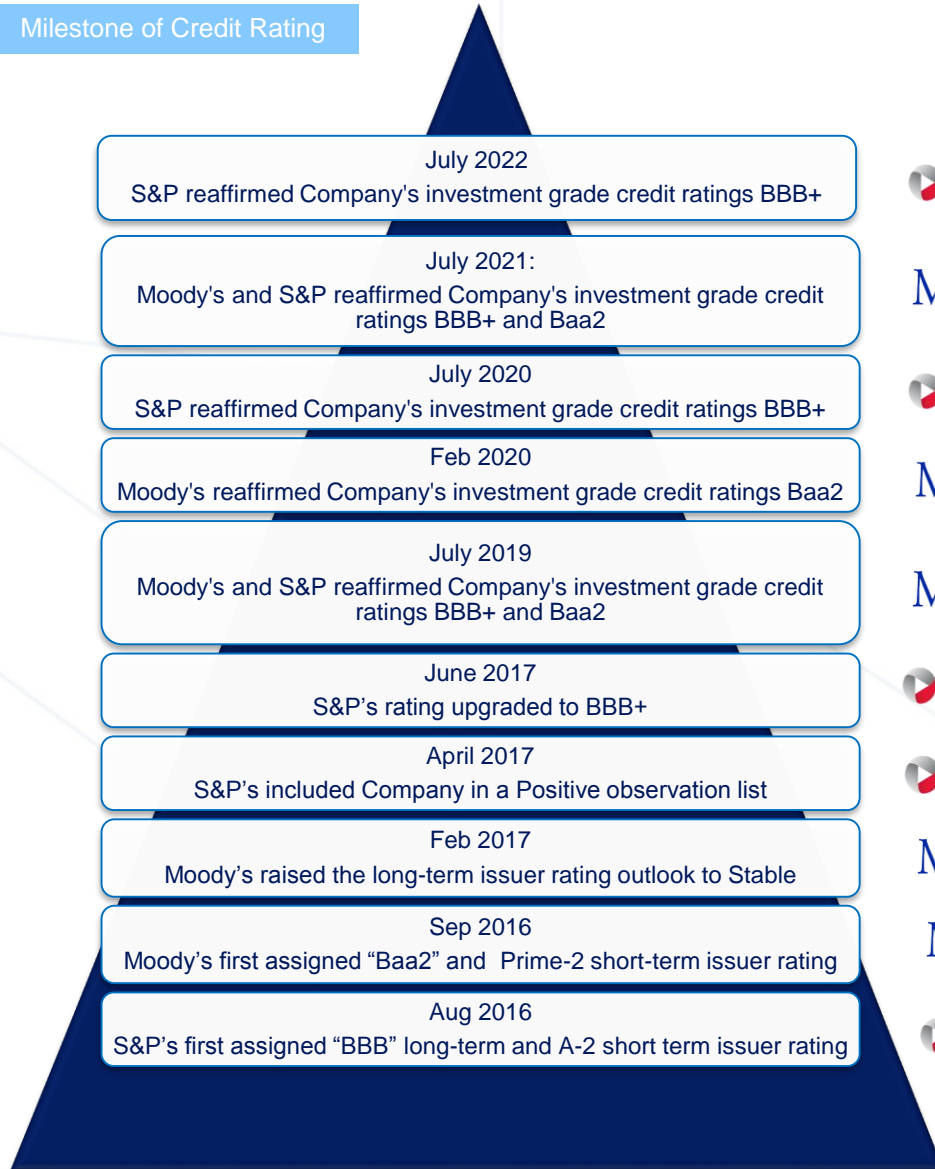 Milestone of Credit Rating
July 2022
S&P reaffirmed Company's investment grade credit ratings BBB+
July 2021:
Moody's and S&P reaffirmed Company's investment grade credit
ratings BBB+ and Baa2
July 2020
S&P reaffirmed Company's investment grade credit ratings BBB+
Feb 2020
Moody's reaffirmed Company's investment grade credit ratings Baa2
July 2019
Moody's and S&P reaffirmed Company's investment grade credit
ratings BBB+ and Baa2
June 2017
S&P’s rating upgraded to BBB+
April 2017
S&P’s included Company in a Positive observation list
Feb 2017
Moody’s raised the long-term issuer rating outlook to Stable
Sep 2016
Moody’s first assigned “Baa2” and Prime-2 short-term issuer rating
Aug 2016
S&P’s first assigned “BBB” long-term and A-2 short term issuer rating